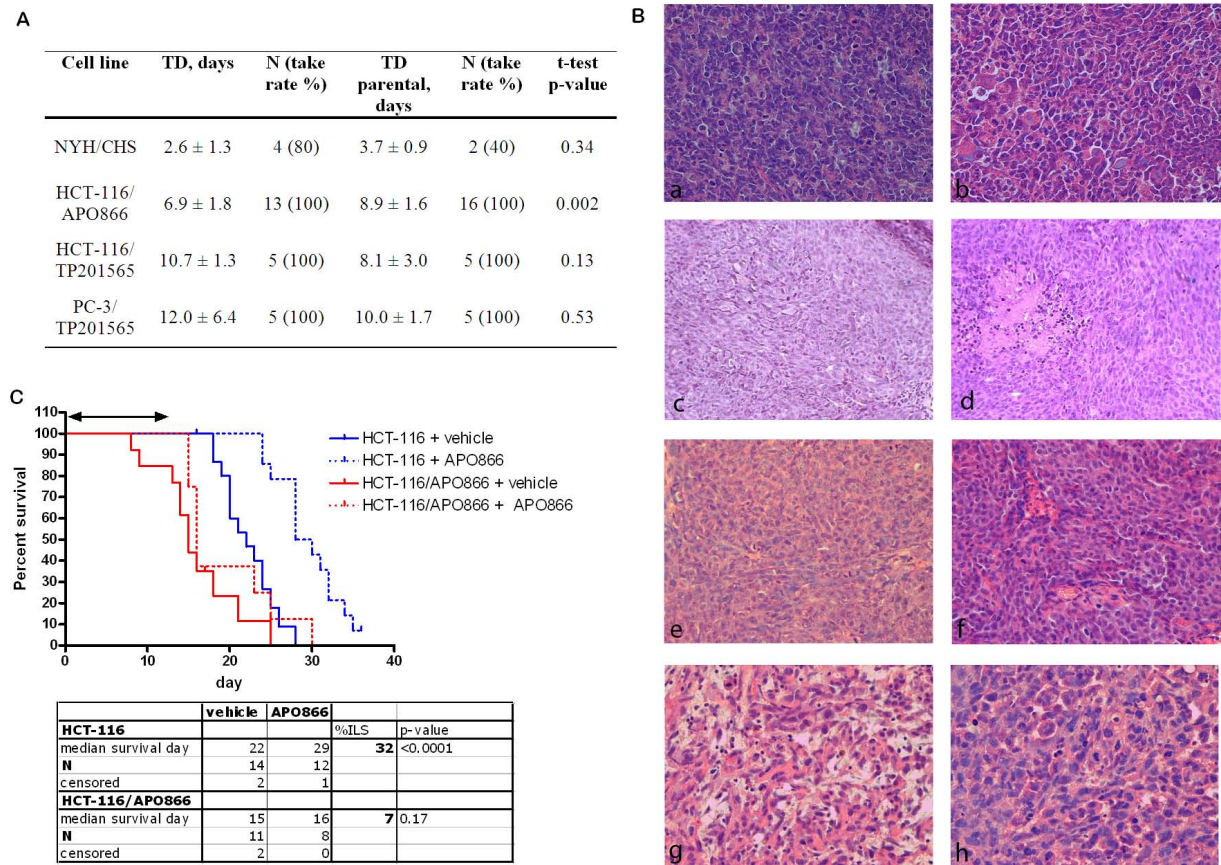 A
Cell line TD, days N (take rate %) TD parental, days N (take rate %) t-test p-value
NYH/CHS 2.6 ± 1.3 4 (80) 3.7 ± 0.9 2 (40) 0.34
HCT-116/
APO866 6.9 ± 1.8 13 (100) 8.9 ± 1.6 16 (100) 0.002
HCT-116/
TP201565 10.7 ± 1.3 5 (100) 8.1 ± 3.0 5 (100) 0.13
PC-3/
TP201565 12.0 ± 6.4 5 (100) 10.0 ± 1.7 5 (100) 0.53
B
a
b
c
d
e
f
g
h
C
Percent survival
110
100
90
80
70
60
50
40
30
20
10
0
0 10 20 30 40
day
HCT-116 + vehicle
HCT-116 + APO866
HCT-116/APO866 + vehicle
HCT-116/APO866 + APO866
vehicle APO866
HCT-116 %ILS p-value
median survival day 22 29 32 <0.0001
N 14 12
censored 2 1
HCT-116/APO866
median survival day 15 16 7 0.17
N 11 8
censored 2 0